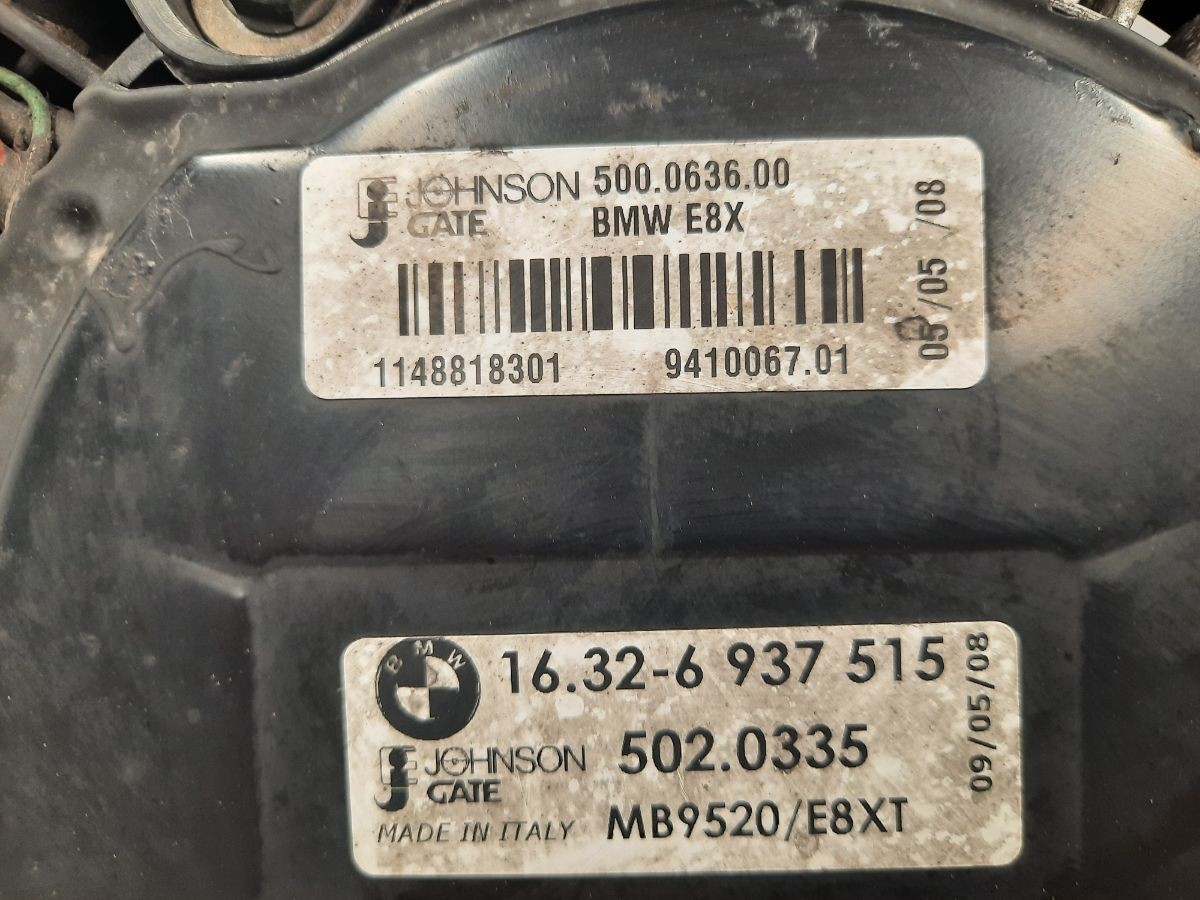 JOHNSON 500.0636.00
GATE BMW E8X
05/05 /08
1148818301 9410067.01
BMW 16.32-6 937 515
09/05/08
JOHNSON 502.0335
GATE
MADE IN ITALY MB9520/E8XT